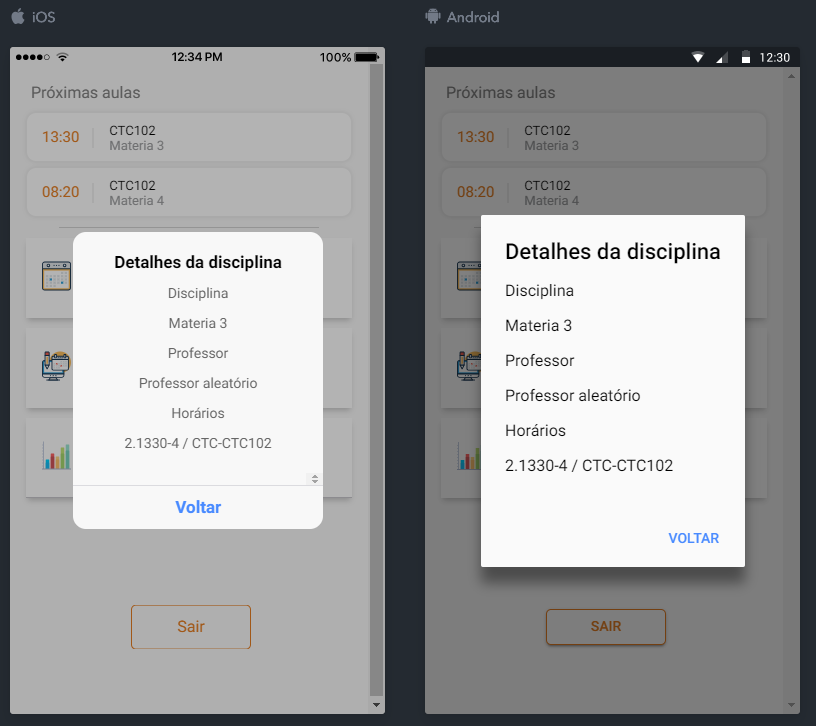 iOS
12:34 PM
100%
Próximas aulas
13:30
CTC102
Materia 3
08:20
CTC102
Materia 4
Detalhes da disciplina
Disciplina
Materia 3
Professor
Professor aleatório
Horários
2.1330-4 / CTC-CTC102
Voltar
Sair
Android
12:30
Próximas aulas
13:30
CTC102
Materia 3
08:20
CTC102
Materia 4
Detalhes da disciplina
Disciplina
Materia 3
Professor
Professor aleatório
Horários
2.1330-4 / CTC-CTC102
VOLTAR
SAIR